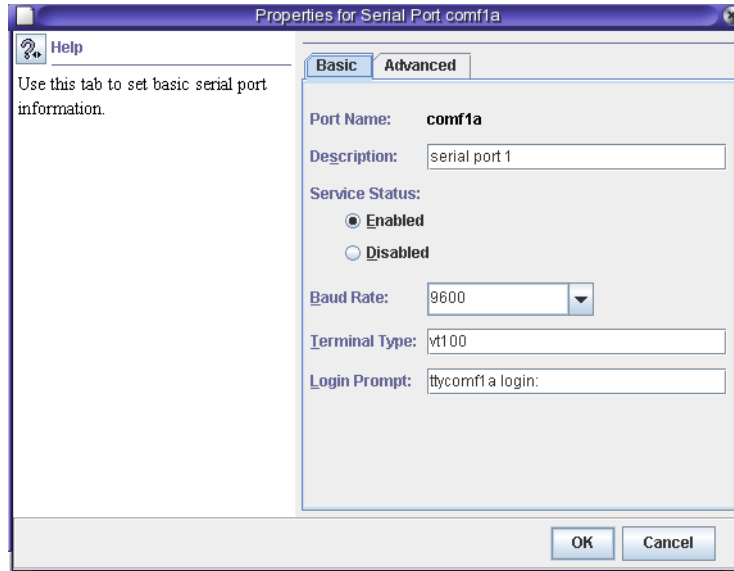 Properties for Serial Port comf1a
Help
Use this tab to set basic serial port
information.
Basic Advanced
Port Name: comf1a
Description: serial port 1
Service Status:
Enabled
Disabled
Baud Rate: 9600
Terminal Type: vt100
Login Prompt: ttycomf1a login:
OK Cancel